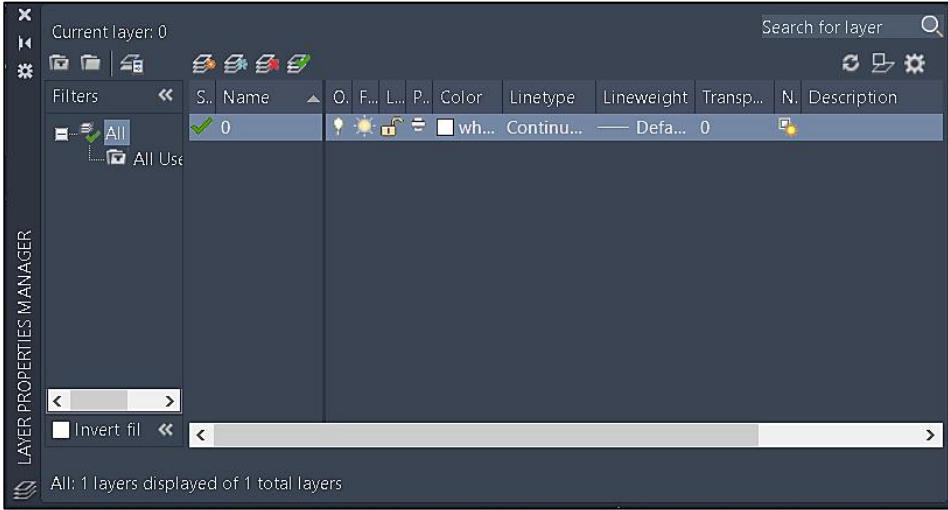 Current layer: 0
Search for layer
Filters
S.. Name O. F... L... P.. Color Linetype Lineweight Transp... N. Description
All
0 wh... Continu... Defa... 0
All Use
Invert fil
LAYER PROPERTIES MANAGER
All: 1 layers displayed of 1 total layers